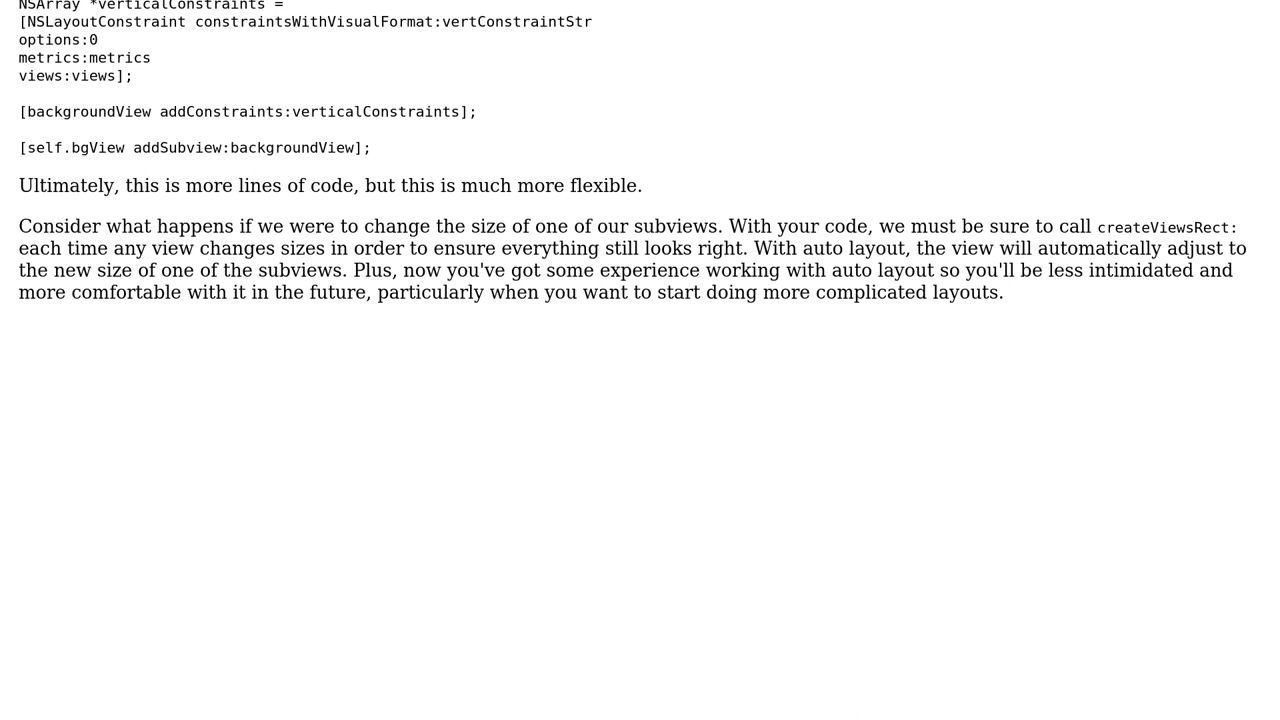 NSArray *verticalConstraints =
[NSLayoutConstraint constraintsWithVisualFormat:vertConstraintStr
options:0
metrics:metrics
views:views];
[backgroundView addConstraints:verticalConstraints];
[self.bgView addSubview:backgroundView];
Ultimately, this is more lines of code, but this is much more flexible.
Consider what happens if we were to change the size of one of our subviews. With your code, we must be sure to call createViewsRect:
each time any view changes sizes in order to ensure everything still looks right. With auto layout, the view will automatically adjust to
the new size of one of the subviews. Plus, now you've got some experience working with auto layout so you'll be less intimidated and
more comfortable with it in the future, particularly when you want to start doing more complicated layouts.